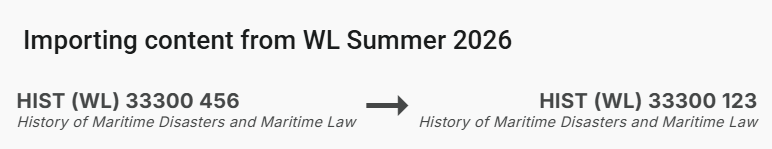 Importing content from WL Summer 2026
HIST (WL) 33300 456
History of Maritime Disasters and Maritime Law
HIST (WL) 33300 123
History of Maritime Disasters and Maritime Law